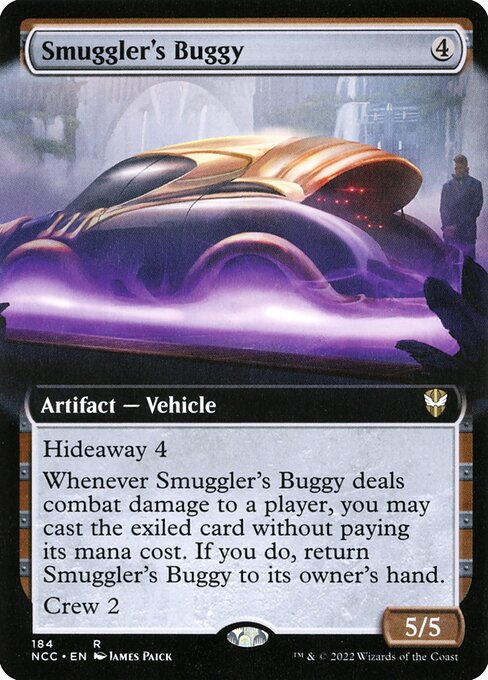 Smuggler's Buggy 4
Artifact — Vehicle
Hideaway 4
Whenever Smuggler's Buggy deals
combat damage to a player, you may
cast the exiled card without paying
its mana cost. If you do, return
Smuggler's Buggy to its owner's hand.
Crew 2
5/5
184 R
NCC • EN James Paick
™ & © 2022 Wizards of the Coast